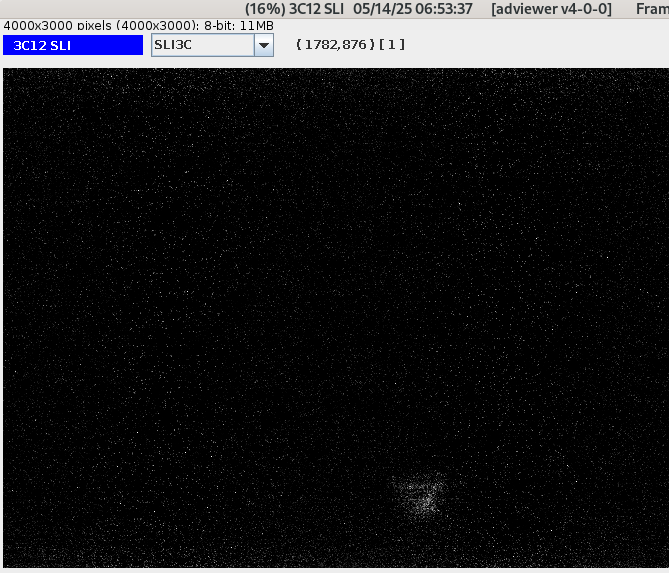 (16%) 3C12 SLI 05/14/25 06:53:37 [adviewer v4-0-0] Fram
4000x3000 pixels (4000x3000): 8-bit: 11MB
3C12 SLI SLI3C (1782,876) [ 1 ]